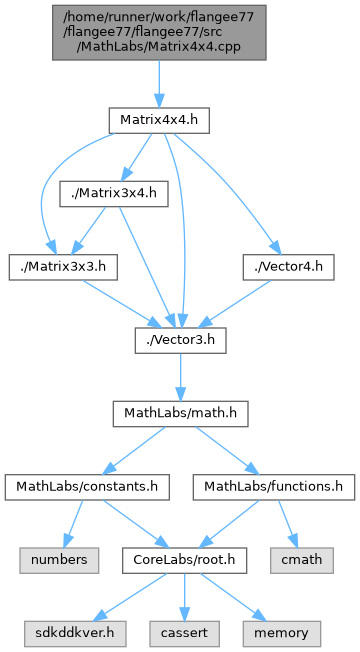 /home/runner/work/flangee77
/flangee77/flangee77/src
/MathLabs/Matrix4x4.cpp
Matrix4x4.h
./Matrix3x4.h
./Matrix3x3.h
./Vector4.h
./Vector3.h
MathLabs/math.h
MathLabs/constants.h
MathLabs/functions.h
numbers
CoreLabs/root.h
cmath
sdkddkver.h
cassert
memory